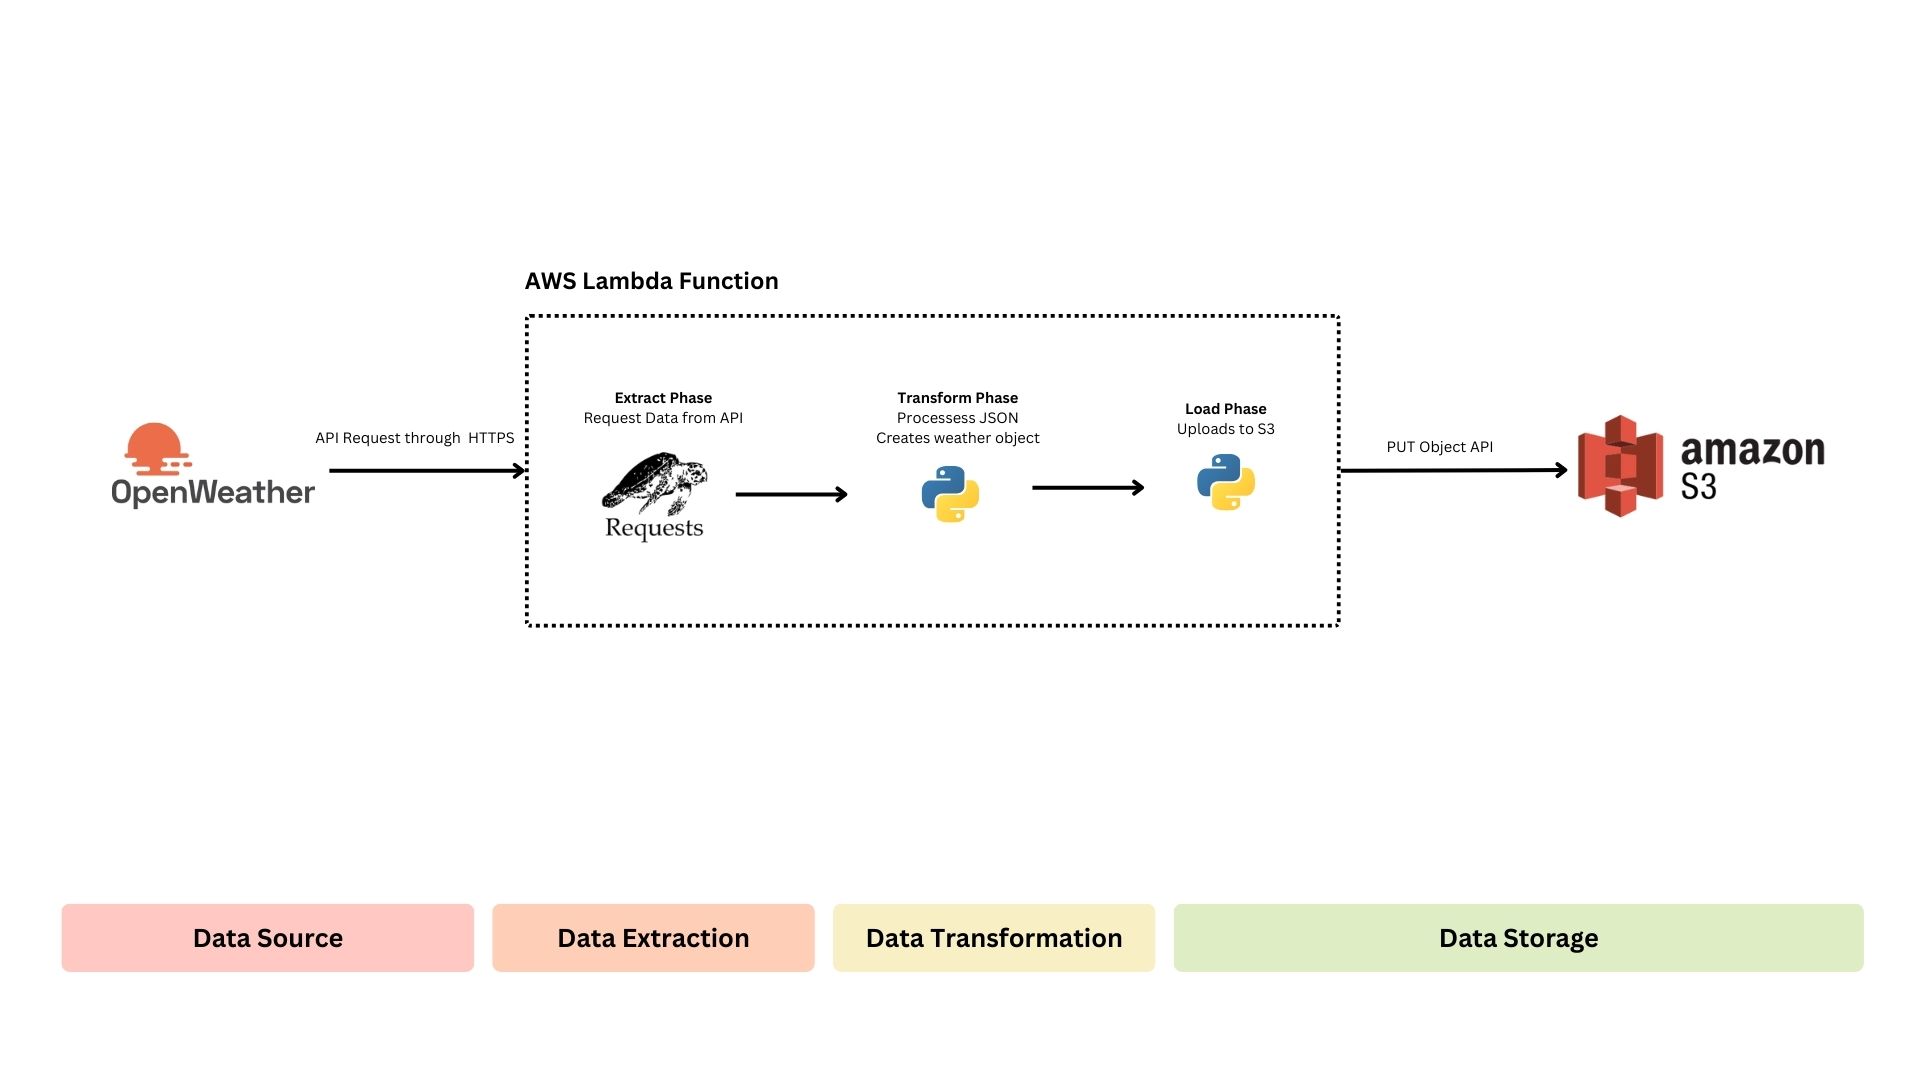 AWS Lambda Function
OpenWeather
API Request through HTTPS
Extract Phase
Request Data from API
Requests
Transform Phase
Processess JSON
Creates weather object
Load Phase
Uploads to S3
PUT Object API
amazon
S3
Data Source
Data Extraction
Data Transformation
Data Storage